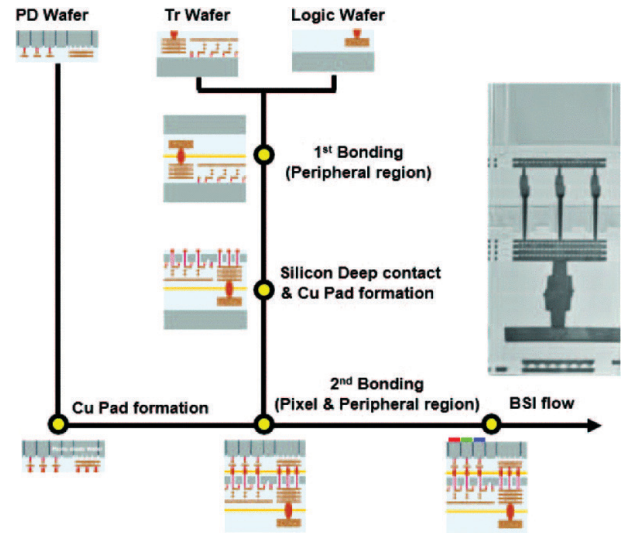 PD Wafer
Tr Wafer
Logic Wafer
1st Bonding
(Peripheral region)
Silicon Deep contact
& Cu Pad formation
2nd Bonding
(Pixel & Peripheral region)
Cu Pad formation
BSI flow